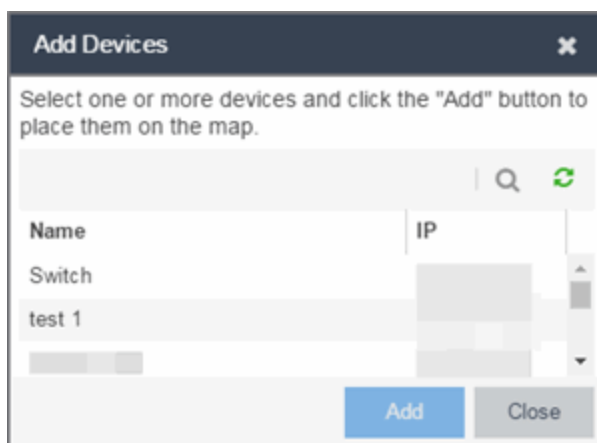 Add Devices
Select one or more devices and click the "Add" button to
place them on the map.
Name IP
Switch
test 1
Add Close